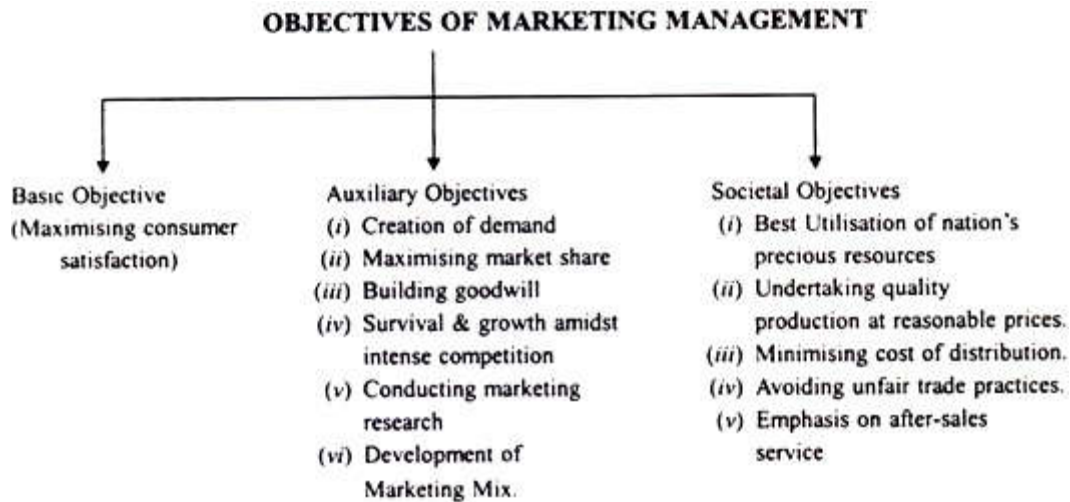 OBJECTIVES OF MARKETING MANAGEMENT
Basic Objective
(Maximising consumer
satisfaction)
Auxiliary Objectives
(i) Creation of demand
(ii) Maximising market share
(iii) Building goodwill
(iv) Survival & growth amidst
intense competition
(v) Conducting marketing
research
(vi) Development of
Marketing Mix.
Societal Objectives
(i) Best Utilisation of nation's
precious resources
(ii) Undertaking quality
production at reasonable prices.
(iii) Minimising cost of distribution.
(iv) Avoiding unfair trade practices.
(v) Emphasis on after-sales
service